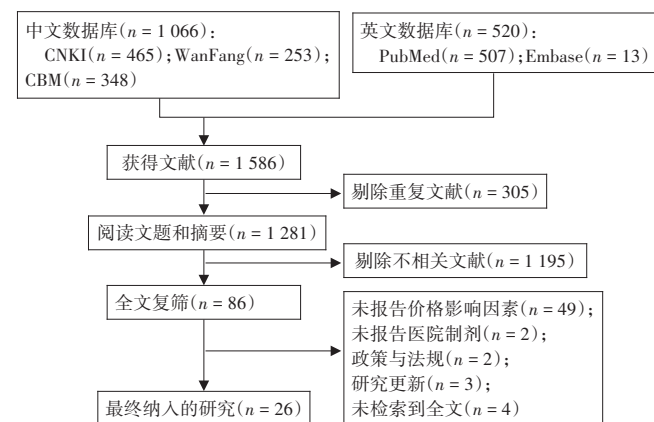 中文数据库(n = 1 066)：
CNKI(n = 465)；WanFang(n = 253)；
CBM(n = 348)
英文数据库(n = 520)：
PubMed(n = 507)；Embase(n = 13)
获得文献(n = 1 586)
剔除重复文献(n = 305)
阅读文题和摘要(n = 1 281)
剔除不相关文献(n = 1 195)
全文复筛(n = 86)
未报告价格影响因素(n = 49)；
未报告医院制剂(n = 2)；
政策与法规(n = 2)；
研究更新(n = 3)；
未检索到全文(n = 4)
最终纳入的研究(n = 26)